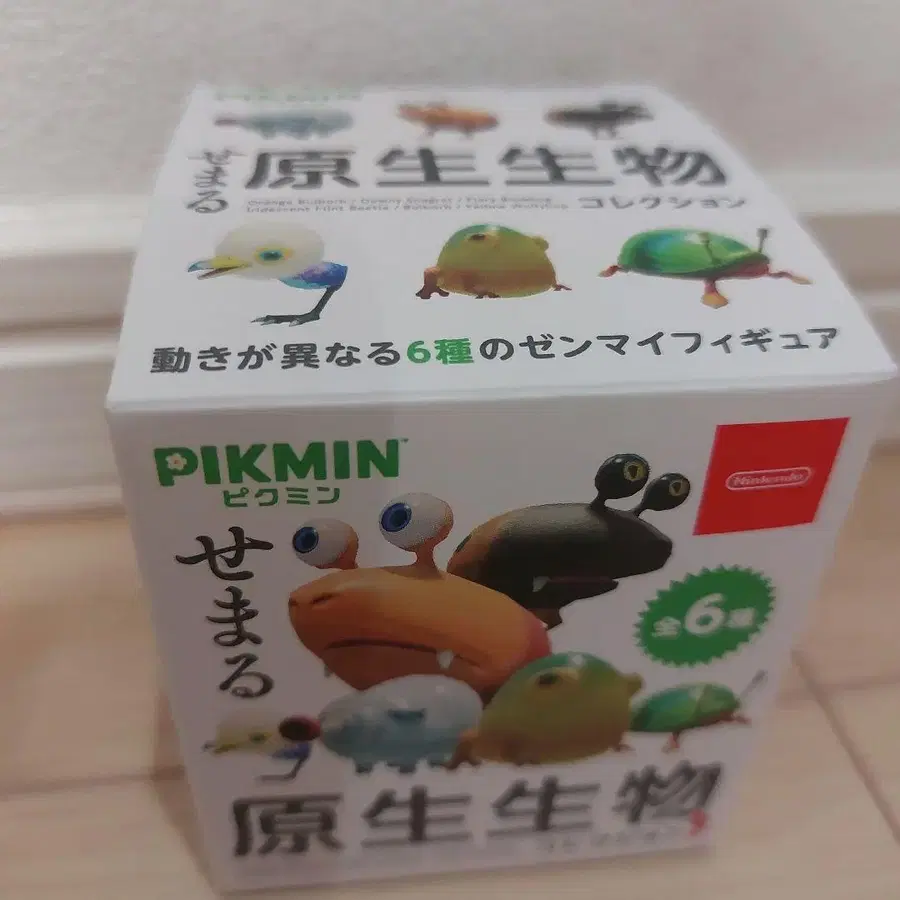 せまる
原生生物
コレクション
動きが異なる6種のゼンマイフィギュア
PIKMIN™
ピクミン
Nintendo
せまる
全6種
原生生物